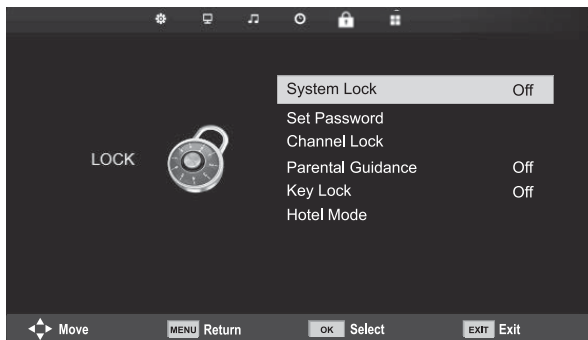 LOCK
System Lock Off
Set Password
Channel Lock
Parental Guidance Off
Key Lock Off
Hotel Mode
Move MENU Return OK Select EXIT Exit